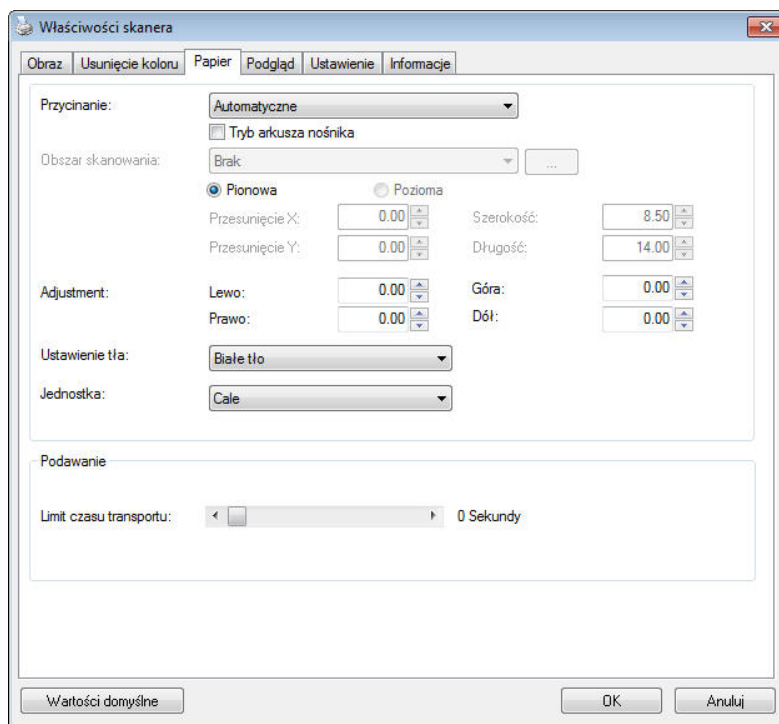 Właściwości skanera
Obraz Usunięcie koloru Papier Podgląd Ustawienie Informacje
Przycinanie: Automatyczne
Tryb arkusza nośnika
Obszar skanowania: Brak ...
Pionowa Pozioma
Przesunięcie X: 0.00 Szerokość: 8.50
Przesunięcie Y: 0.00 Długość: 14.00
Adjustment: Lewo: 0.00 Góra: 0.00
Prawo: 0.00 Dół: 0.00
Ustawienie tła: Białe tło
Jednostka: Cale
Podawanie
Limit czasu transportu: 0 Sekundy
Wartości domyślne OK Anuluj